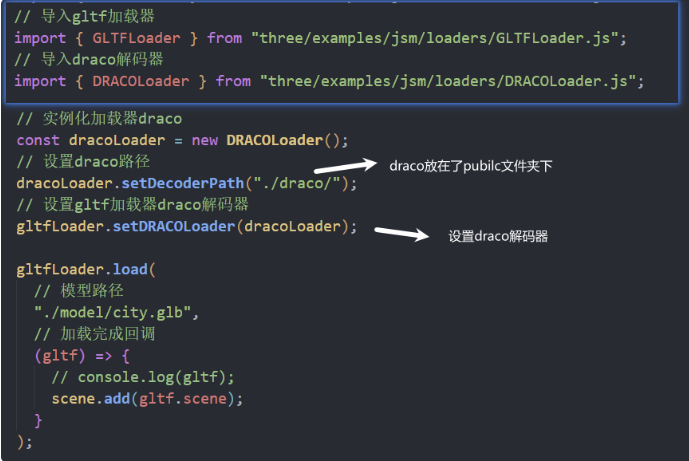 // 导入gltf加载器
import { GLTFLoader } from "three/examples/jsm/loaders/GLTFLoader.js";
// 导入draco解码器
import { DRACOLoader } from "three/examples/jsm/loaders/DRACOLoader.js";
// 实例化加载器draco
const dracoLoader = new DRACOLoader();
// 设置draco路径
draco放在了pubilc文件夹下
dracoLoader.setDecoderPath("./draco/");
// 设置gltf加载器draco解码器
gltfLoader.setDRACOLoader(dracoLoader);
设置draco解码器
gltfLoader.load(
// 模型路径
"./model/city.glb",
// 加载完成回调
(gltf) => {
// console.log(gltf);
scene.add(gltf.scene);
}
);